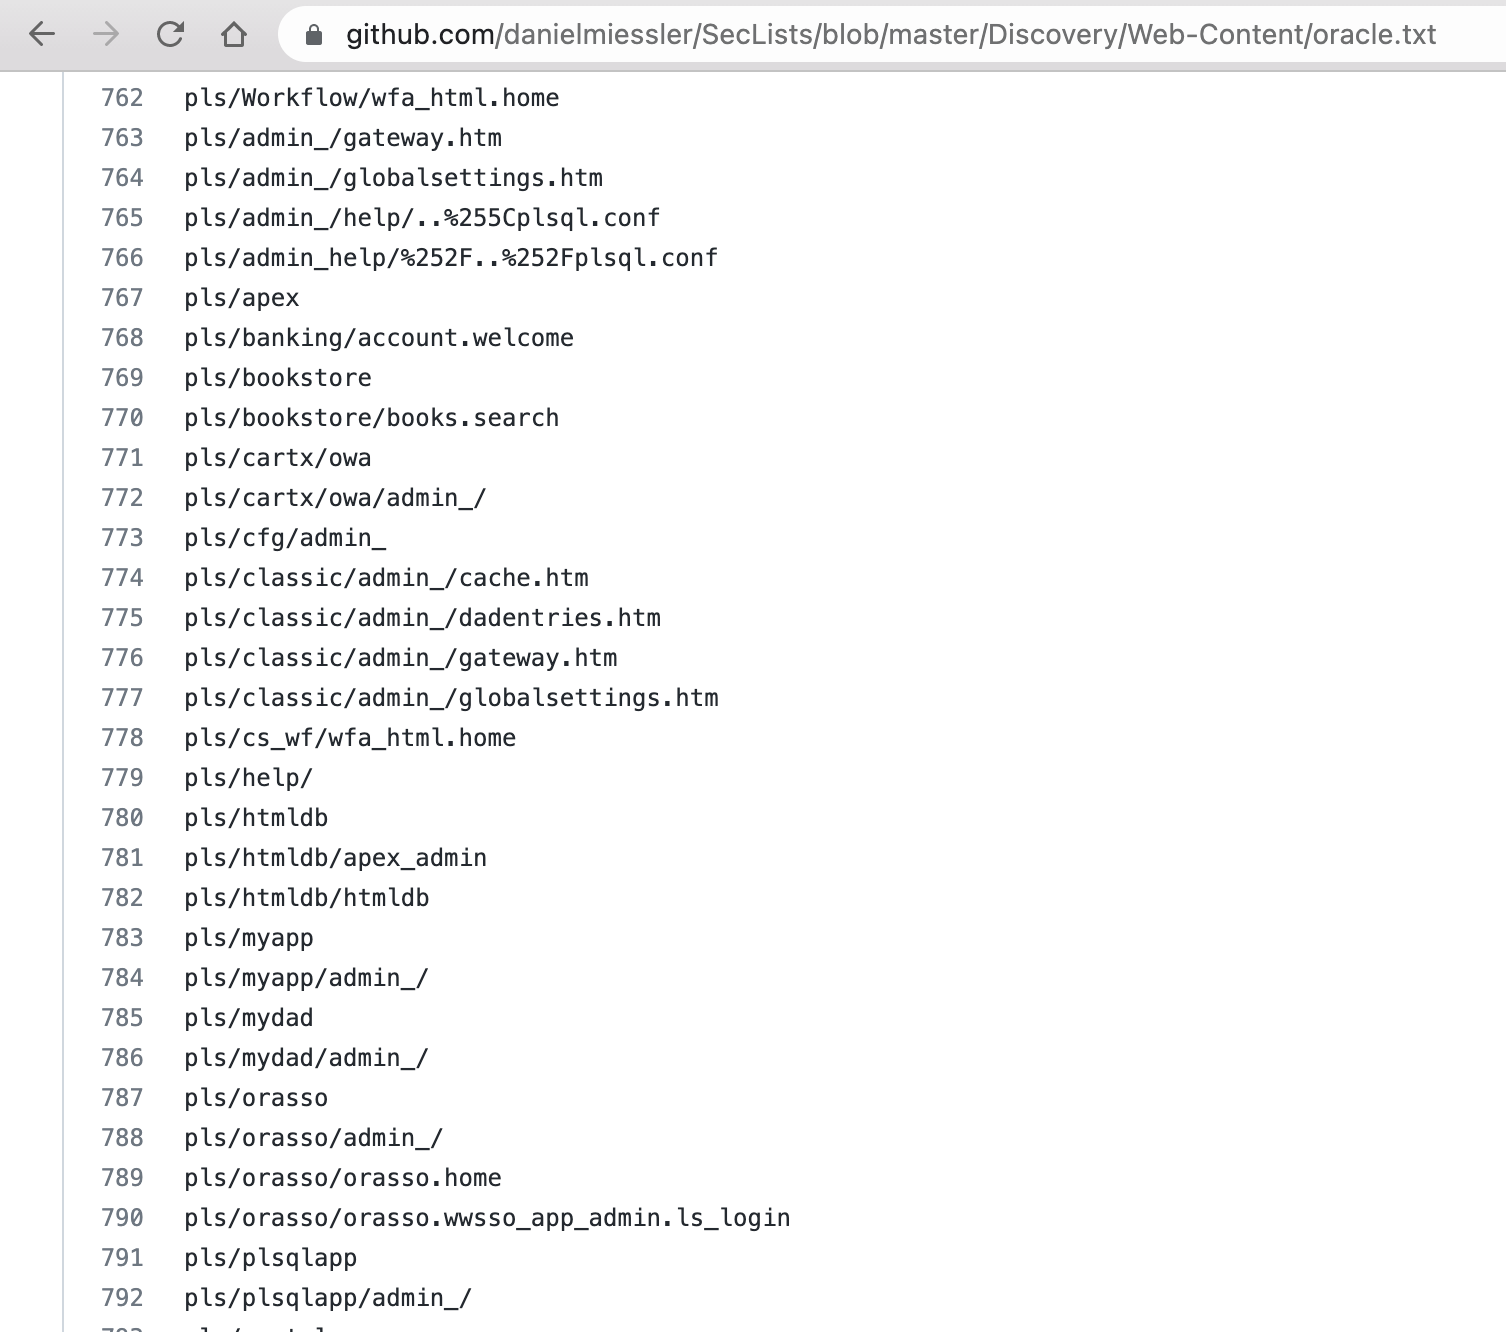 github.com/danielmiessler/SecLists/blob/master/Discovery/Web-Content/oracle.txt
762 pls/Workflow/wfa_html.home
763 pls/admin_/gateway.htm
764 pls/admin_/globalsettings.htm
765 pls/admin_/help/..%255Cplsql.conf
766 pls/admin_help/%252F..%252Fplsql.conf
767 pls/apex
768 pls/banking/account.welcome
769 pls/bookstore
770 pls/bookstore/books.search
771 pls/cartx/owa
772 pls/cartx/owa/admin_/
773 pls/cfg/admin_
774 pls/classic/admin_/cache.htm
775 pls/classic/admin_/dadentries.htm
776 pls/classic/admin_/gateway.htm
777 pls/classic/admin_/globalsettings.htm
778 pls/cs_wf/wfa_html.home
779 pls/help/
780 pls/htmldb
781 pls/htmldb/apex_admin
782 pls/htmldb/htmldb
783 pls/myapp
784 pls/myapp/admin_/
785 pls/mydad
786 pls/mydad/admin_/
787 pls/orasso
788 pls/orasso/admin_/
789 pls/orasso/orasso.home
790 pls/orasso/orasso.wwsso_app_admin.ls_login
791 pls/plsqlapp
792 pls/plsqlapp/admin_/